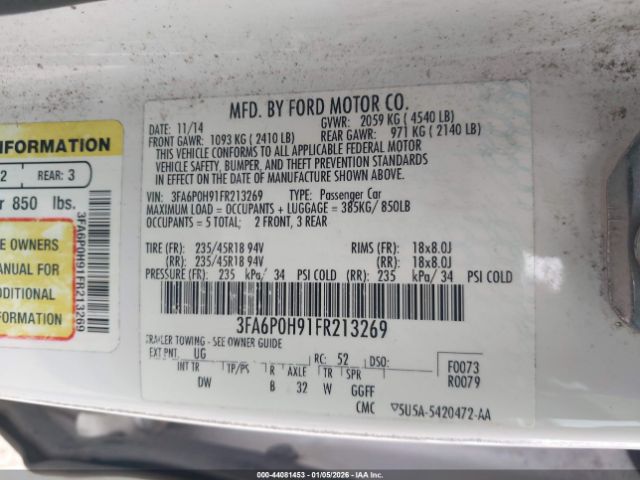 MFD. BY FORD MOTOR CO.
DATE: 11/14 GVWR: 2059 KG (4540 LB)
FRONT GAWR: 1093 KG (2410 LB) REAR GAWR: 971 KG (2140 LB)
THIS VEHICLE CONFORMS TO ALL APPLICABLE FEDERAL MOTOR
VEHICLE SAFETY, BUMPER, AND THEFT PREVENTION STANDARDS
IN EFFECT ON THE DATE OF MANUFACTURE SHOWN ABOVE.
VIN: 3FA6P0H91FR213269 TYPE: Passenger Car
MAXIMUM LOAD = OCCUPANTS + LUGGAGE = 385KG/ 850LB
OCCUPANTS = 5 TOTAL; 2 FRONT, 3 REAR
TIRE (FR): 235/45R18 94V RIMS (FR): 18x8.0J
(RR): 235/45R18 94V (RR): 18x8.0J
PRESSURE (FR): 235 kPa/ 34 PSI COLD (RR): 235 kPa/ 34 PSI COLD
3FA6P0H91FR213269
TRAILER TOWING - SEE OWNER GUIDE
EXT PNT: UG RC: 52 DSO: F0073
INT TR TP/PS R AXLE TR SPR R0079
DW B 32 W GGFF
CMC 5U5A-5420472-AA
INFORMATION
2 REAR: 3
850 lbs.
E OWNERS
ANUAL FOR
ADDITIONAL
INFORMATION
3FA6P0H91FR213269
000-44081453 | 01/05/2026 - Copyright © IAA, LLC